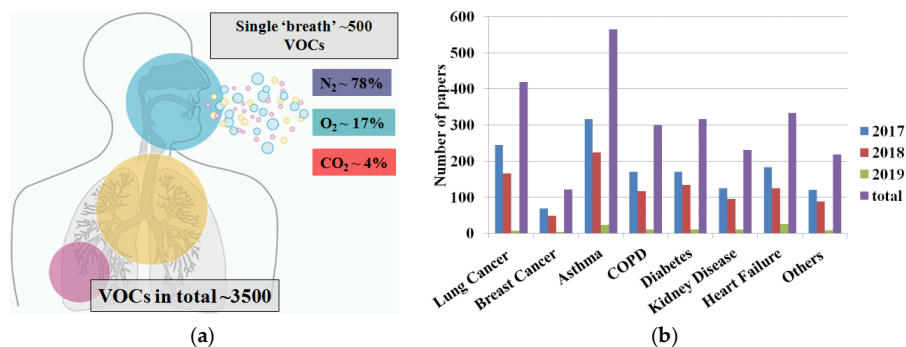 Single ‘breath’ ~500
VOCs
N₂ ~ 78%
O₂ ~ 17%
CO₂ ~ 4%
VOCs in total ~3500
(a)
Number of papers
600
500
400
300
200
100
0
Lung Cancer
Breast Cancer
Asthma
COPD
Diabetes
Kidney Disease
Heart Failure
Others
2017
2018
2019
total
(b)